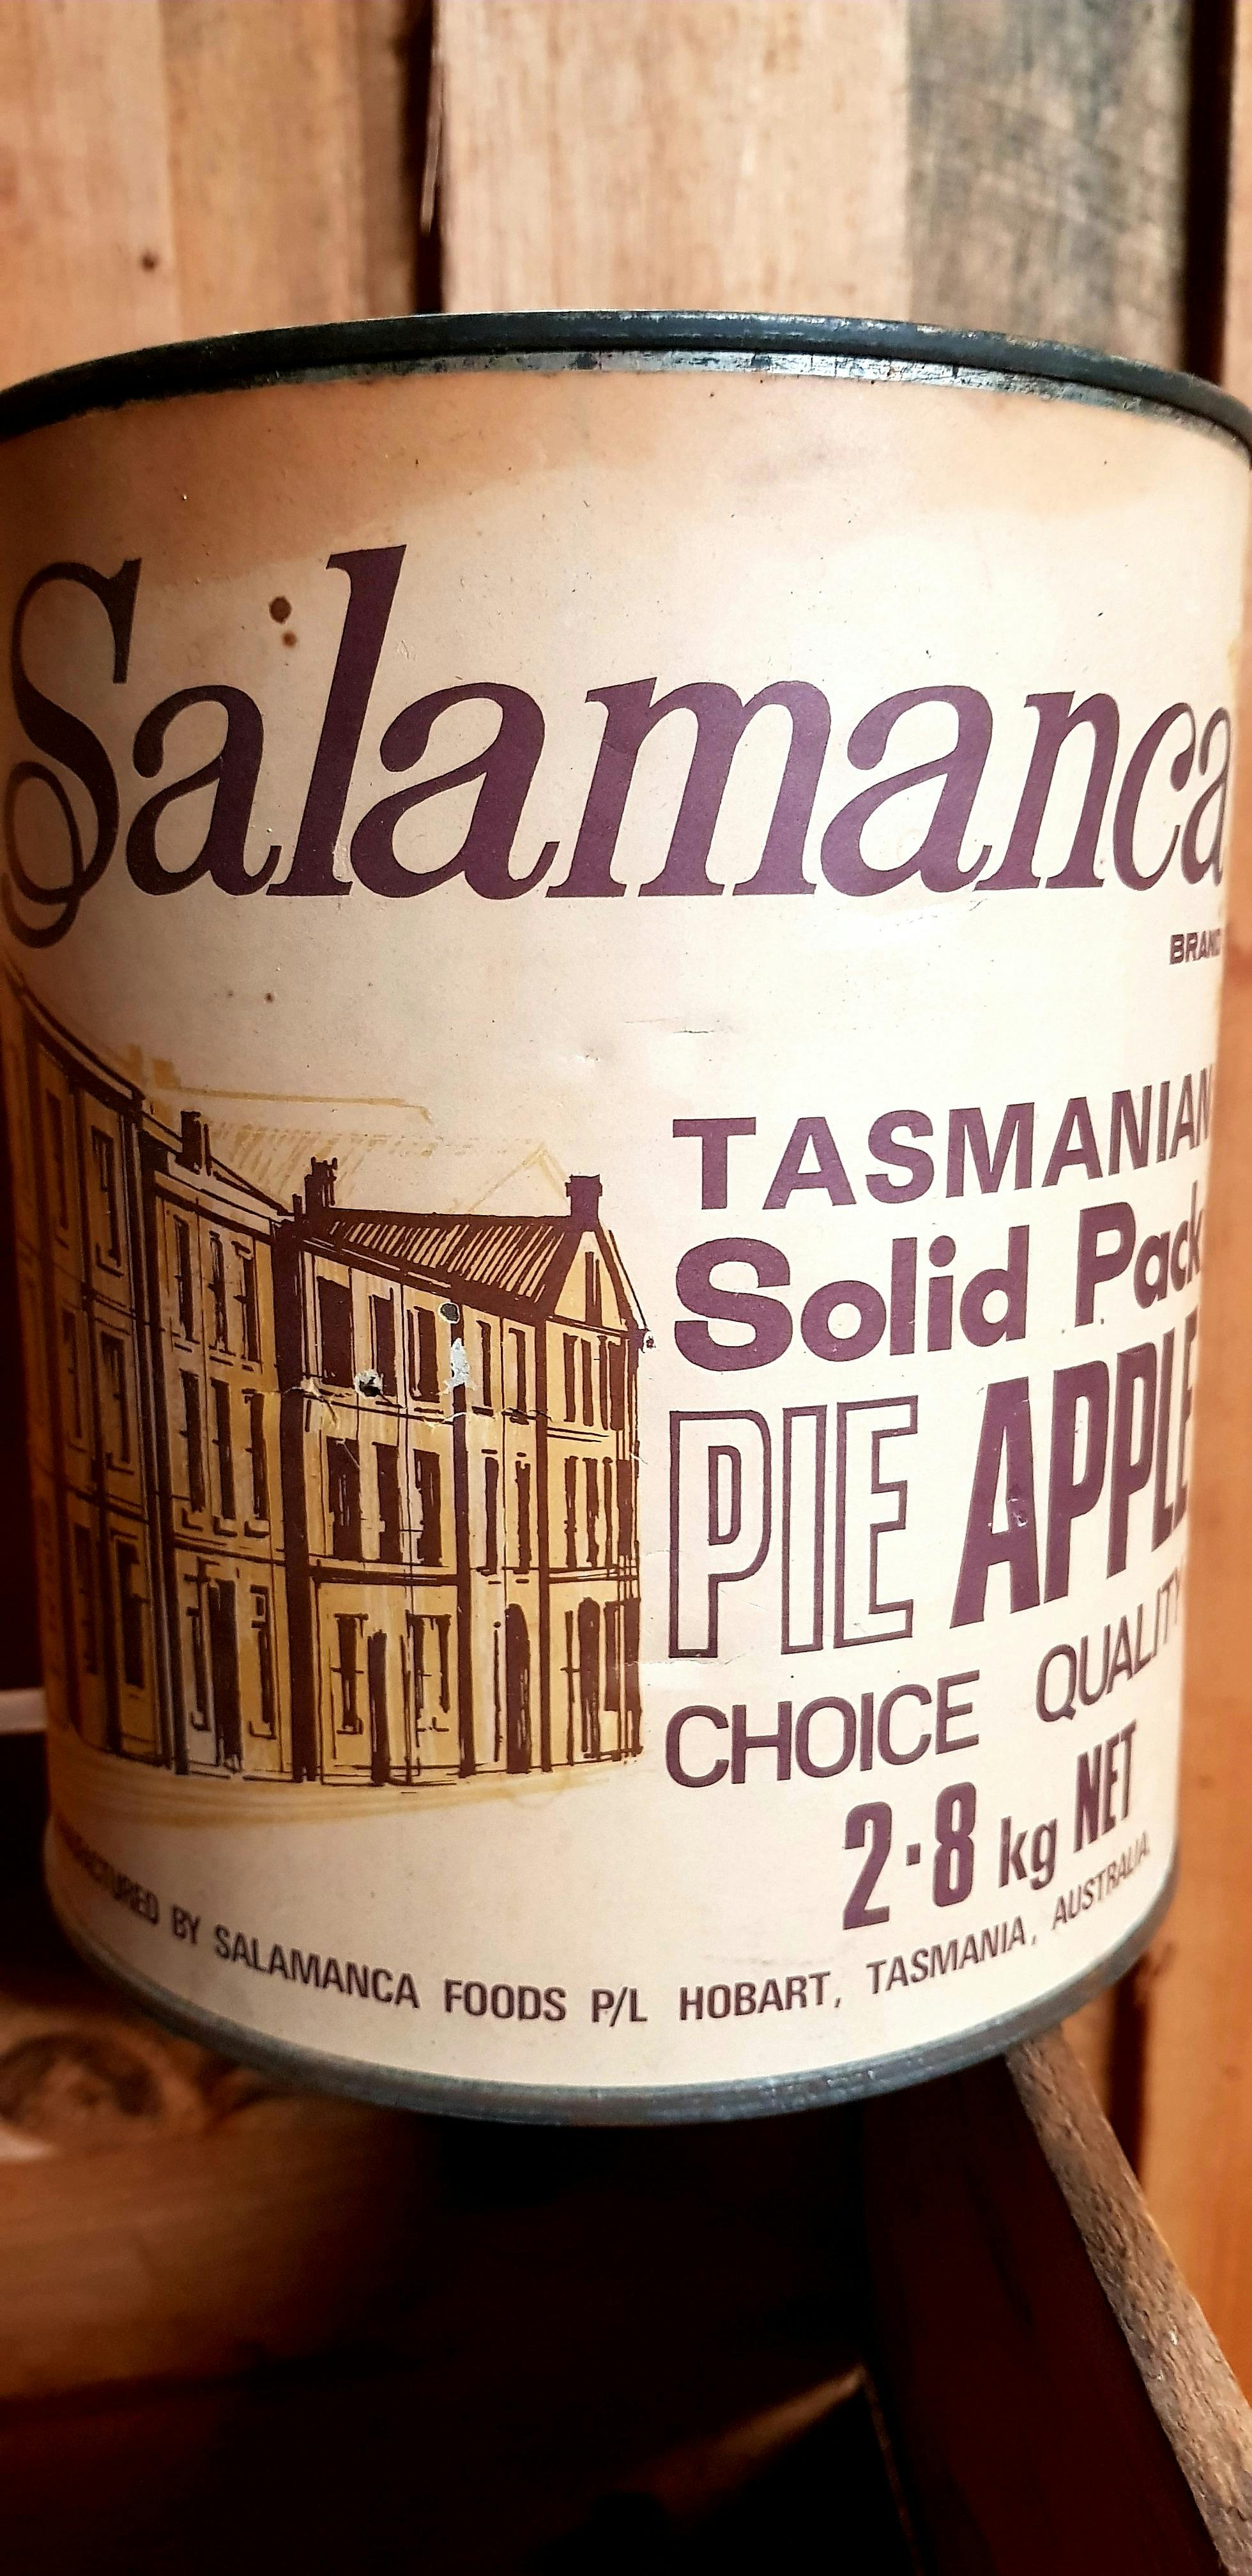 Salamanca
BRAND
TASMANIAN
Solid Pack
PIE APPLE
CHOICE QUALITY
2·8 kg NET
BY SALAMANCA FOODS P/L HOBART, TASMANIA, AUSTRALIA.